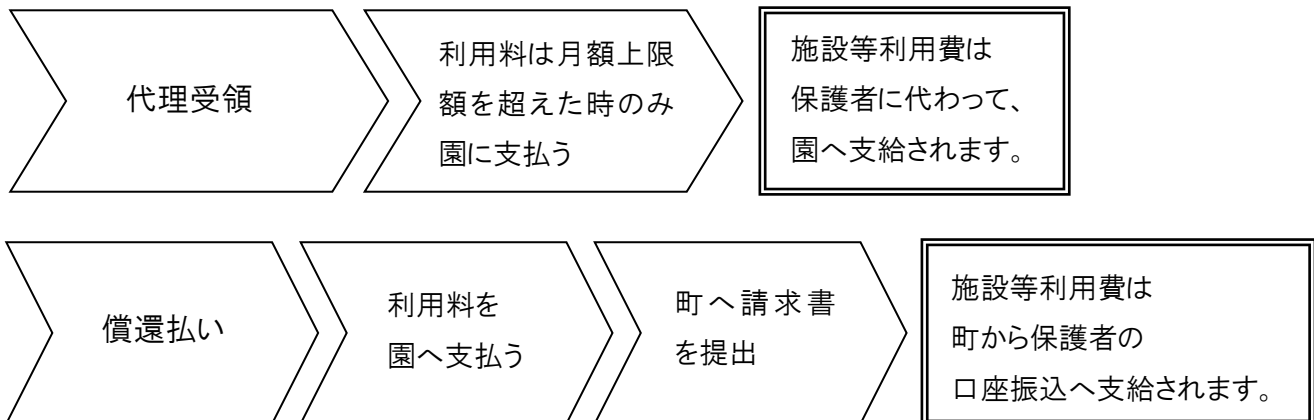 代理受領
利用料は月額上限
額を超えた時のみ
園に支払う
施設等利用費は
保護者に代わって、
園へ支給されます。
償還払い
利用料を
園へ支払う
町へ請求書
を提出
施設等利用費は
町から保護者の
口座振込へ支給されます。